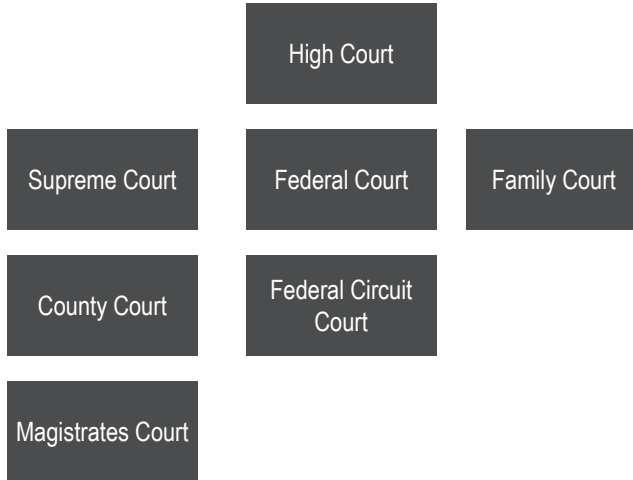 High Court
Supreme Court
Federal Court
Family Court
County Court
Federal Circuit
Court
Magistrates Court